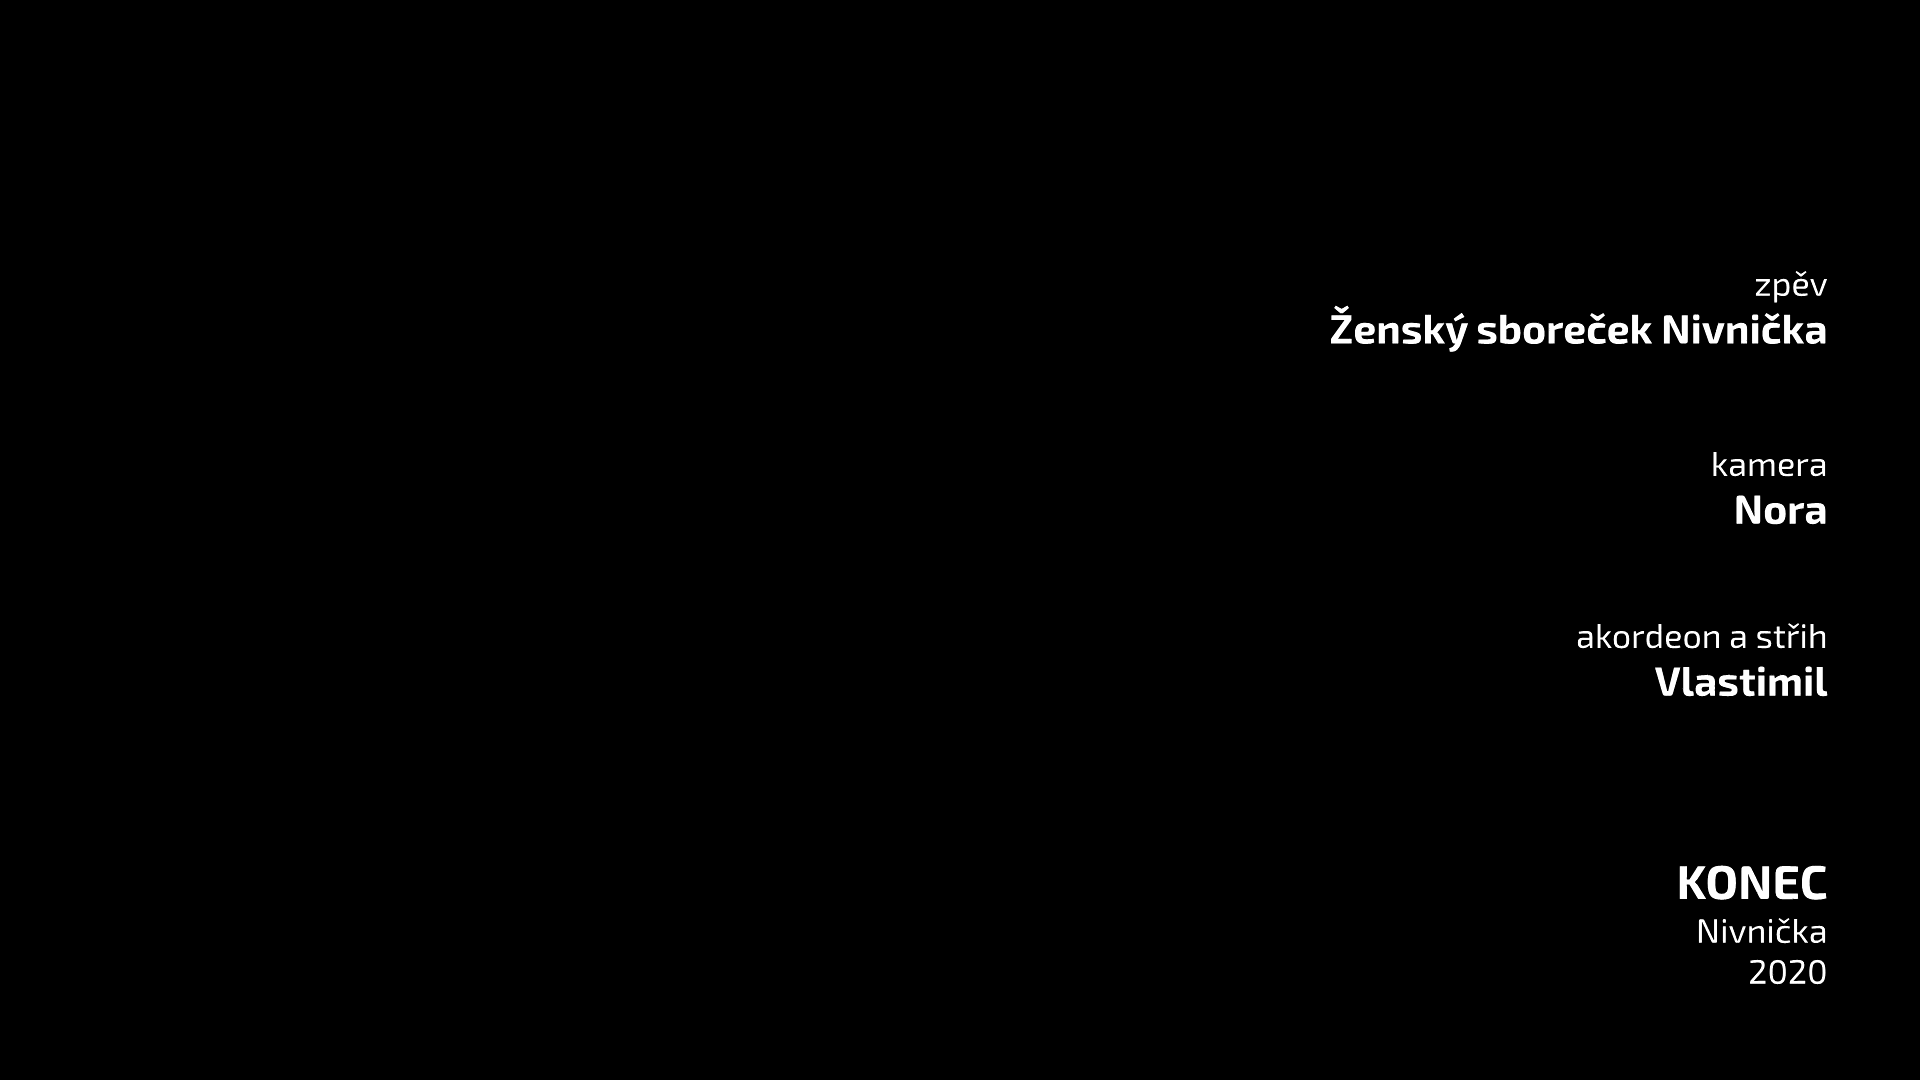 zpěv
Ženský sboreček Nivnička
kamera
Nora
akordeon a střih
Vlastimil
KONEC
Nivnička
2020